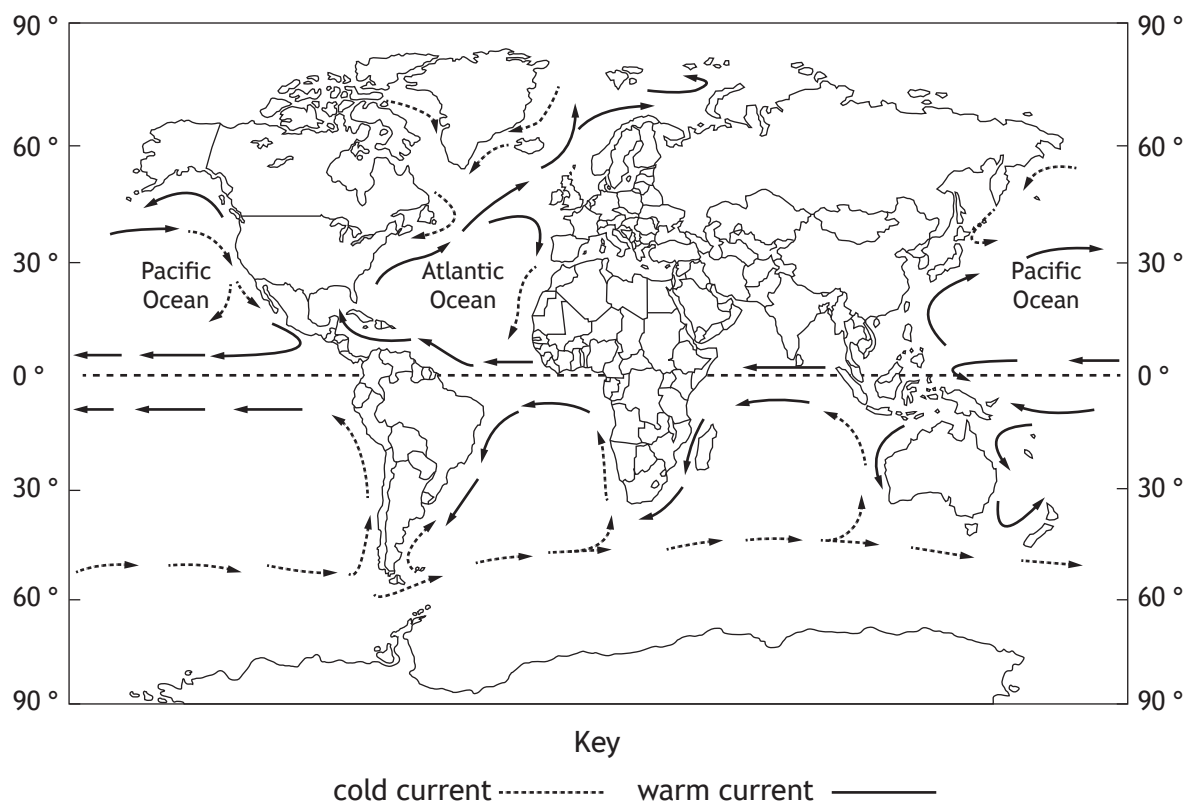 90 °
90 °
60 °
60 °
30 °
30 °
Pacific
Ocean
Atlantic
Ocean
Pacific
Ocean
0 °
0 °
30 °
30 °
60 °
60 °
90 °
90 °
Key
cold current
warm current